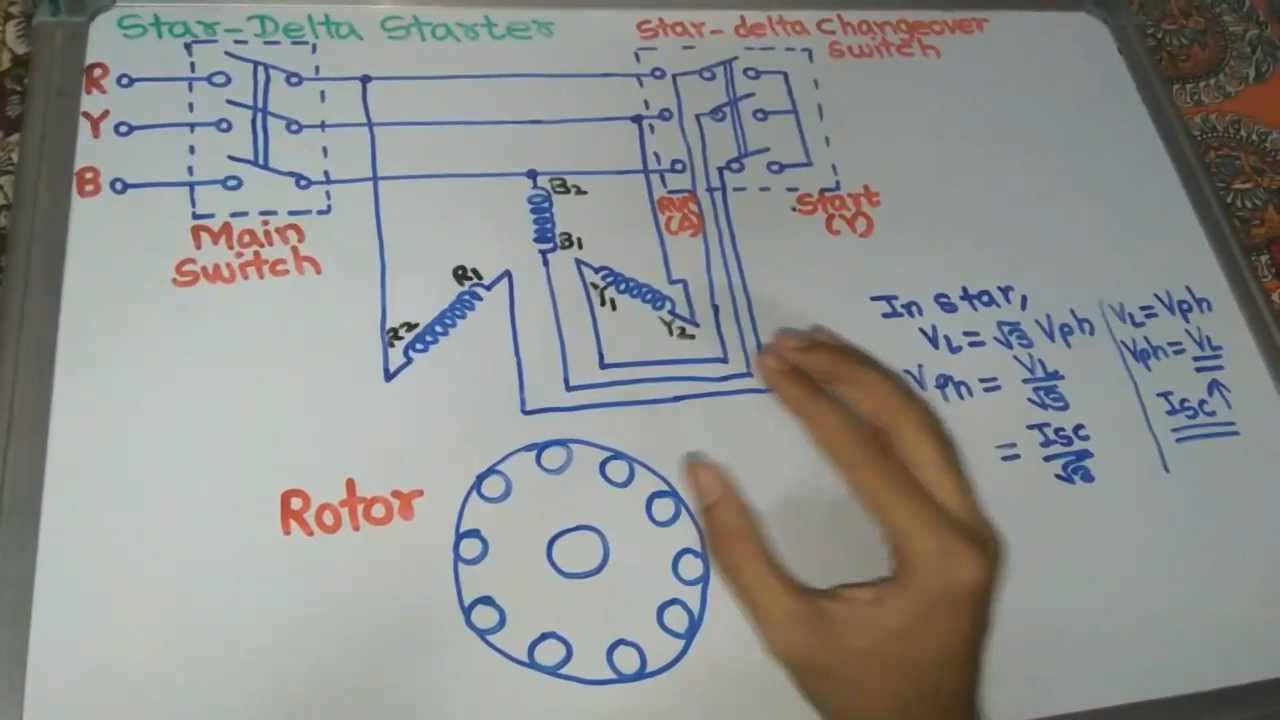 Star-Delta Starter
Star-delta Changeover
Switch
R
Y
B
Main
Switch
Run
(Δ)
Start
(Y)
B2
B1
R1
R2
Y1
Y2
Rotor
In star,
VL = √3 Vph
Vph = VL/√3
= Isc/√3
VL = Vph
Vph = VL
Isc↑